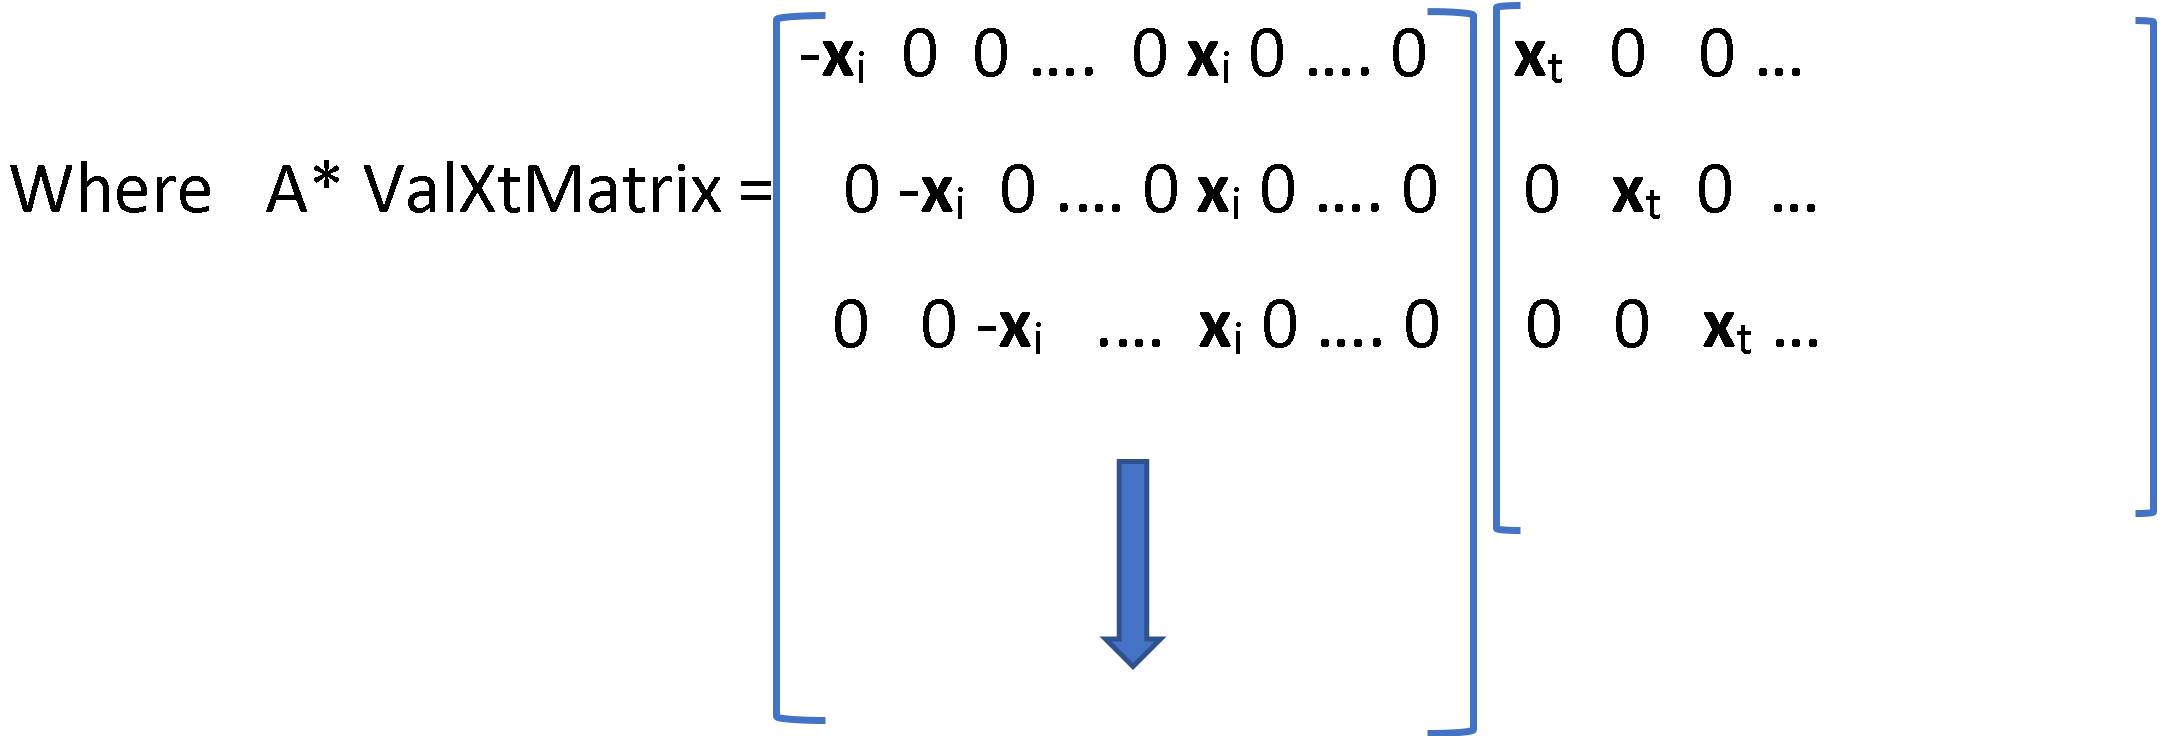 -xᵢ 0 0 .... 0 xᵢ 0 .... 0 xₜ 0 0 ...
Where A* ValXtMatrix = 0 -xᵢ 0 .... 0 xᵢ 0 .... 0 0 xₜ 0 ...
0 0 -xᵢ .... xᵢ 0 .... 0 0 0 xₜ ...